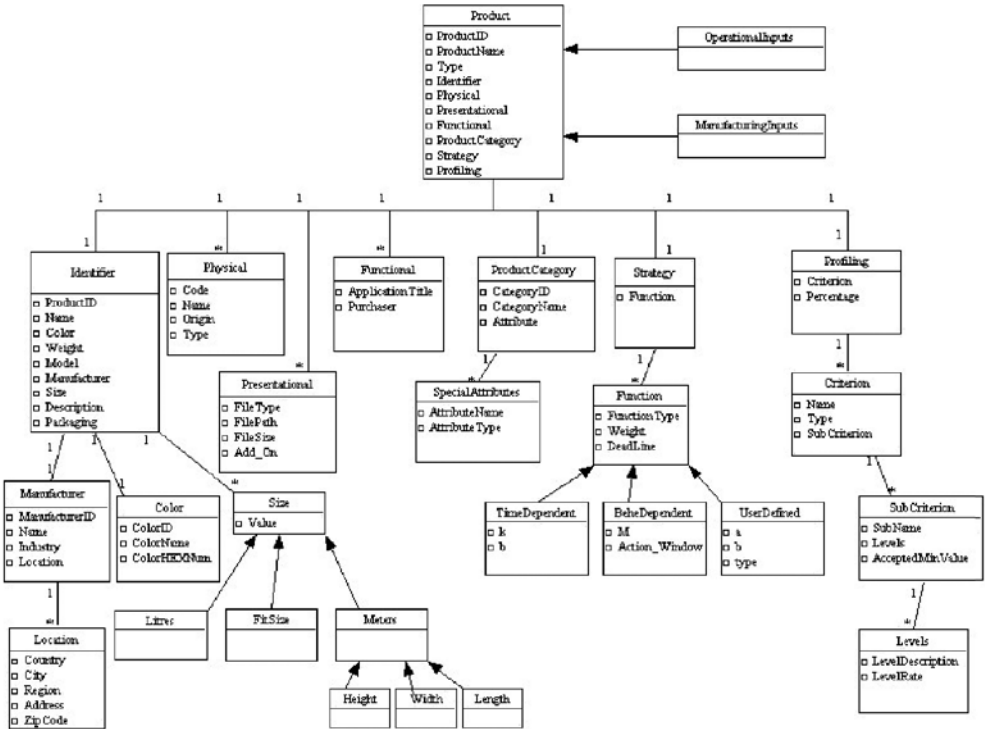 Product
ProductID
ProductName
Type
Identifier
Physical
Presentational
Functional
ProductCategory
Strategy
Profiling
OperationalInputs
ManufacturingInputs
1 1 1 1 1 1 1
1 * * 1 1 1
Identifier
ProductID
Name
Color
Weight
Model
Manufacturer
Size
Description
Packaging
Physical
Code
Name
Origin
Type
Functional
ApplicationTitle
Purchaser
ProductCategory
CategoryID
CategoryName
Attribute
Strategy
Function
Profiling
Criterion
Percentage
1 1 1
* * * *
Presentational
FileType
FilePath
FileSize
Add_On
SpecialAttributes
AttributeName
AttributeType
Function
FunctionType
Weight
DeadLine
Criterion
Name
Type
SubCriterion
1 1 1 1
1 1 * *
Manufacturer
ManufacturerID
Name
Industry
Location
Color
ColorID
ColorName
ColorHEXNum
Size
Value
TimeDependent
k
b
BeheDependent
M
Action_Window
UserDefined
a
b
type
SubCriterion
SubName
Levels
AcceptedMinValue
1 1
* *
Location
Country
City
Region
Address
ZipCode
Litres
FitSize
Meters
Height
Width
Length
Levels
LevelDescription
LevelRate